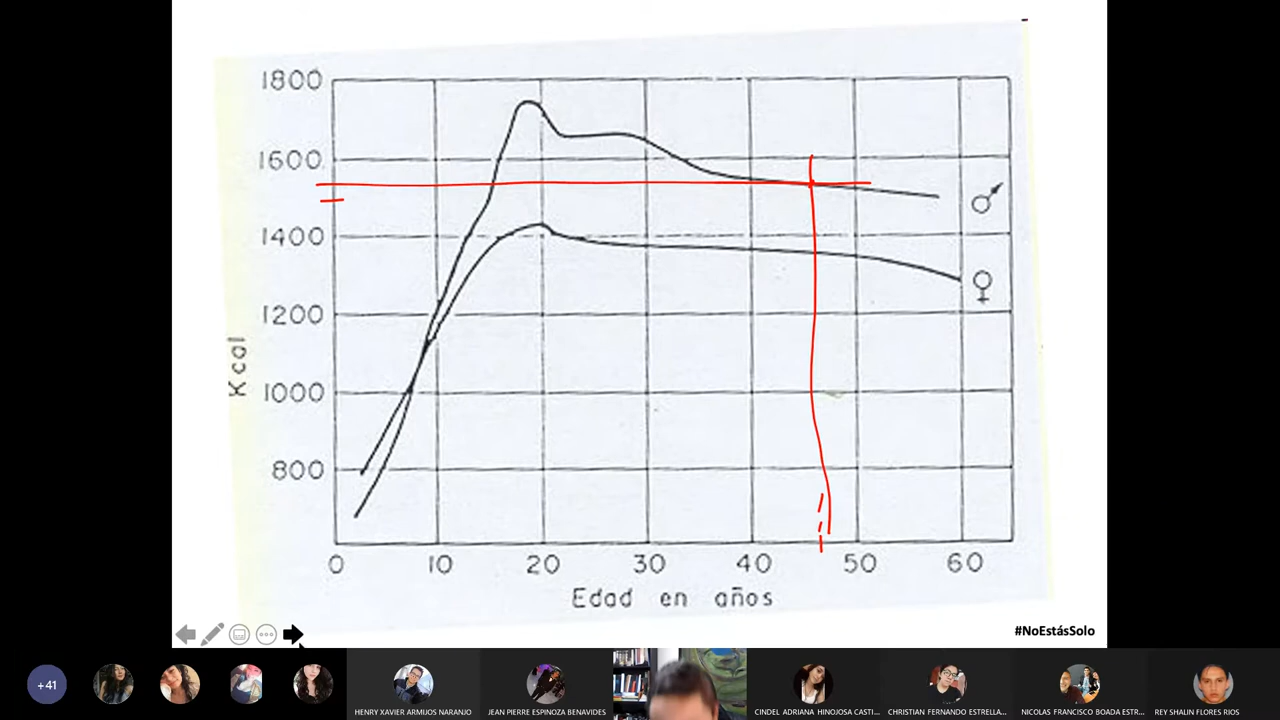 1800
1600
1400
1200
1000
800
Kcal
0 10 20 30 40 50 60
Edad en años
#NoEstásSolo
+41
HENRY XAVIER ARMIJOS NARANJO
JEAN PIERRE ESPINOZA BENAVIDES
CINDEL ADRIANA HINOJOSA CASTI...
CHRISTIAN FERNANDO ESTRELLA...
NICOLAS FRANCISCO BOADA ESTR...
REY SHALIN FLORES RIOS